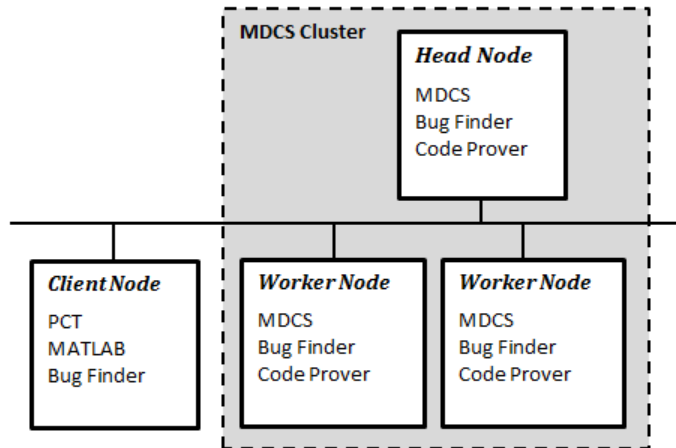 MDCS Cluster
Head Node
MDCS
Bug Finder
Code Prover
Client Node
PCT
MATLAB
Bug Finder
Worker Node
MDCS
Bug Finder
Code Prover
Worker Node
MDCS
Bug Finder
Code Prover